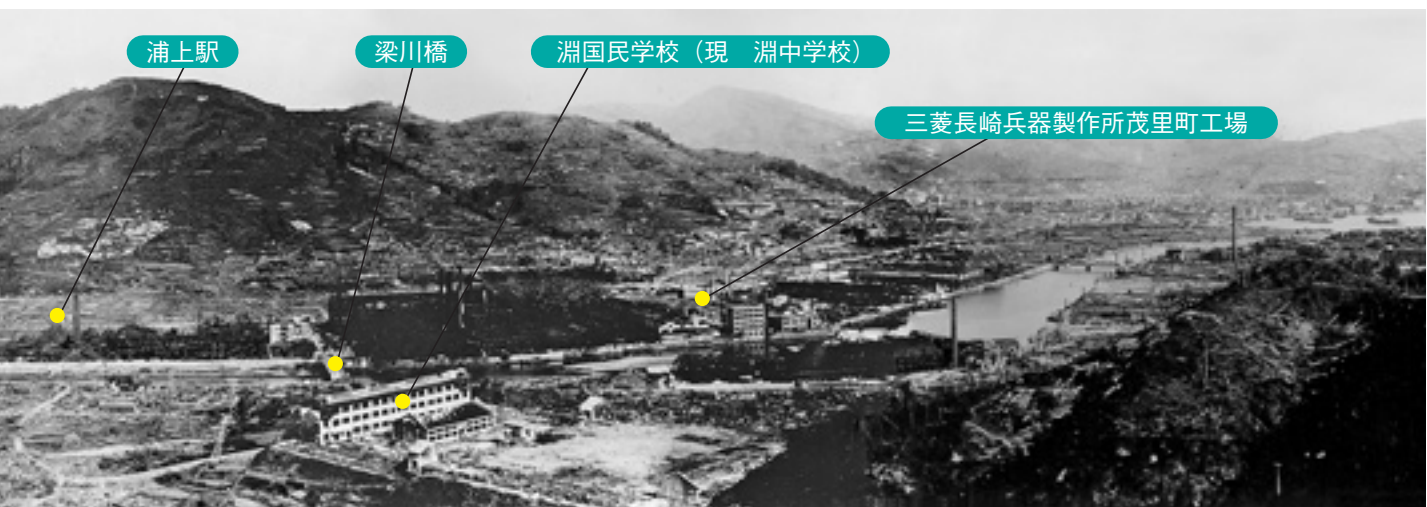 浦上駅
梁川橋
淵国民学校（現　淵中学校）
三菱長崎兵器製作所茂里町工場